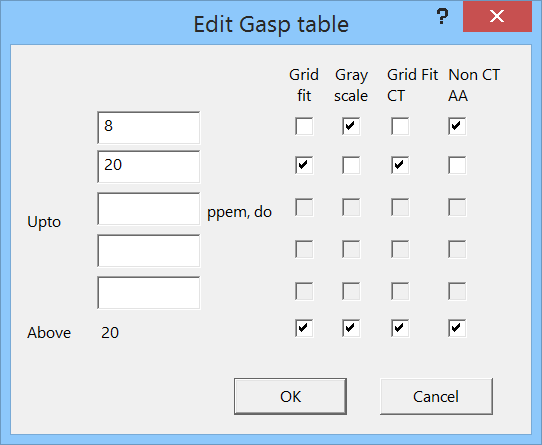 Edit Gasp table
?
Grid Gray Grid Fit Non CT
fit scale CT AA
8
20
Upto ppem, do
Above 20
OK Cancel